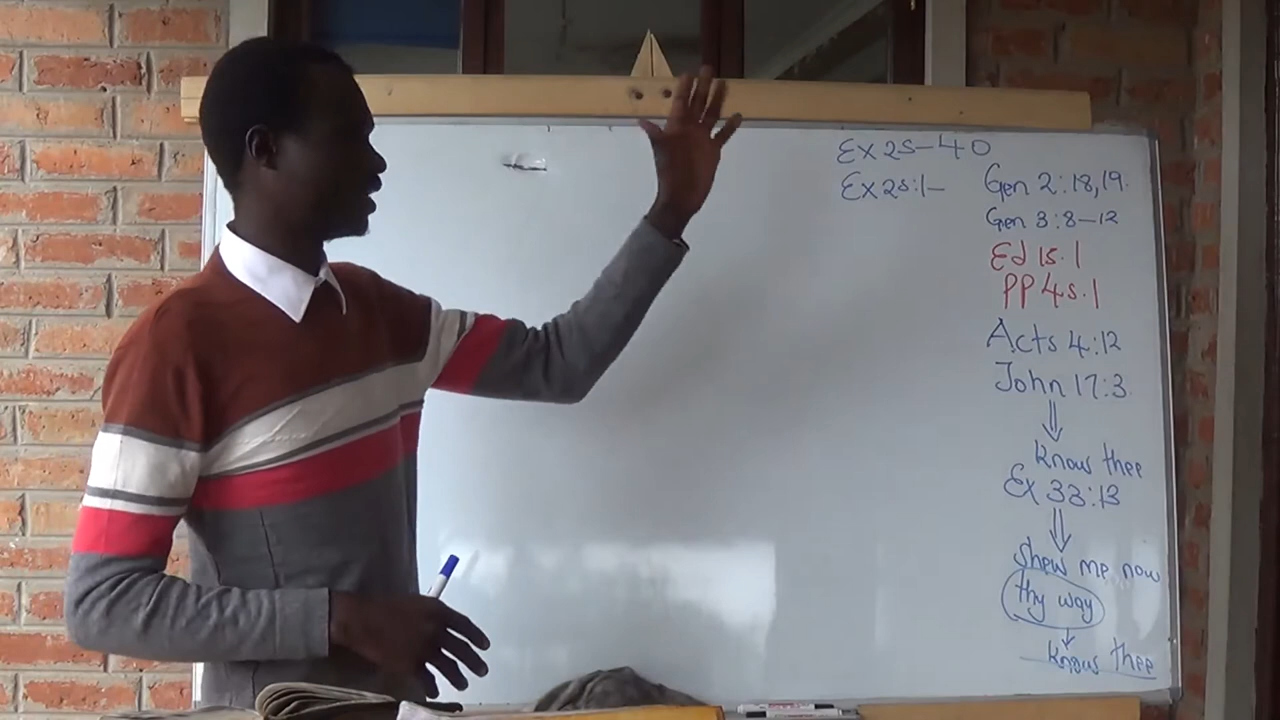 Ex 25-40
Ex 25:1-
Gen 2:18,19.
Gen 3:8-12
Ed 15.1
PP 45.1
Acts 4:12
John 17:3
know thee
Ex 33:13
Shew me now
thy way
know thee